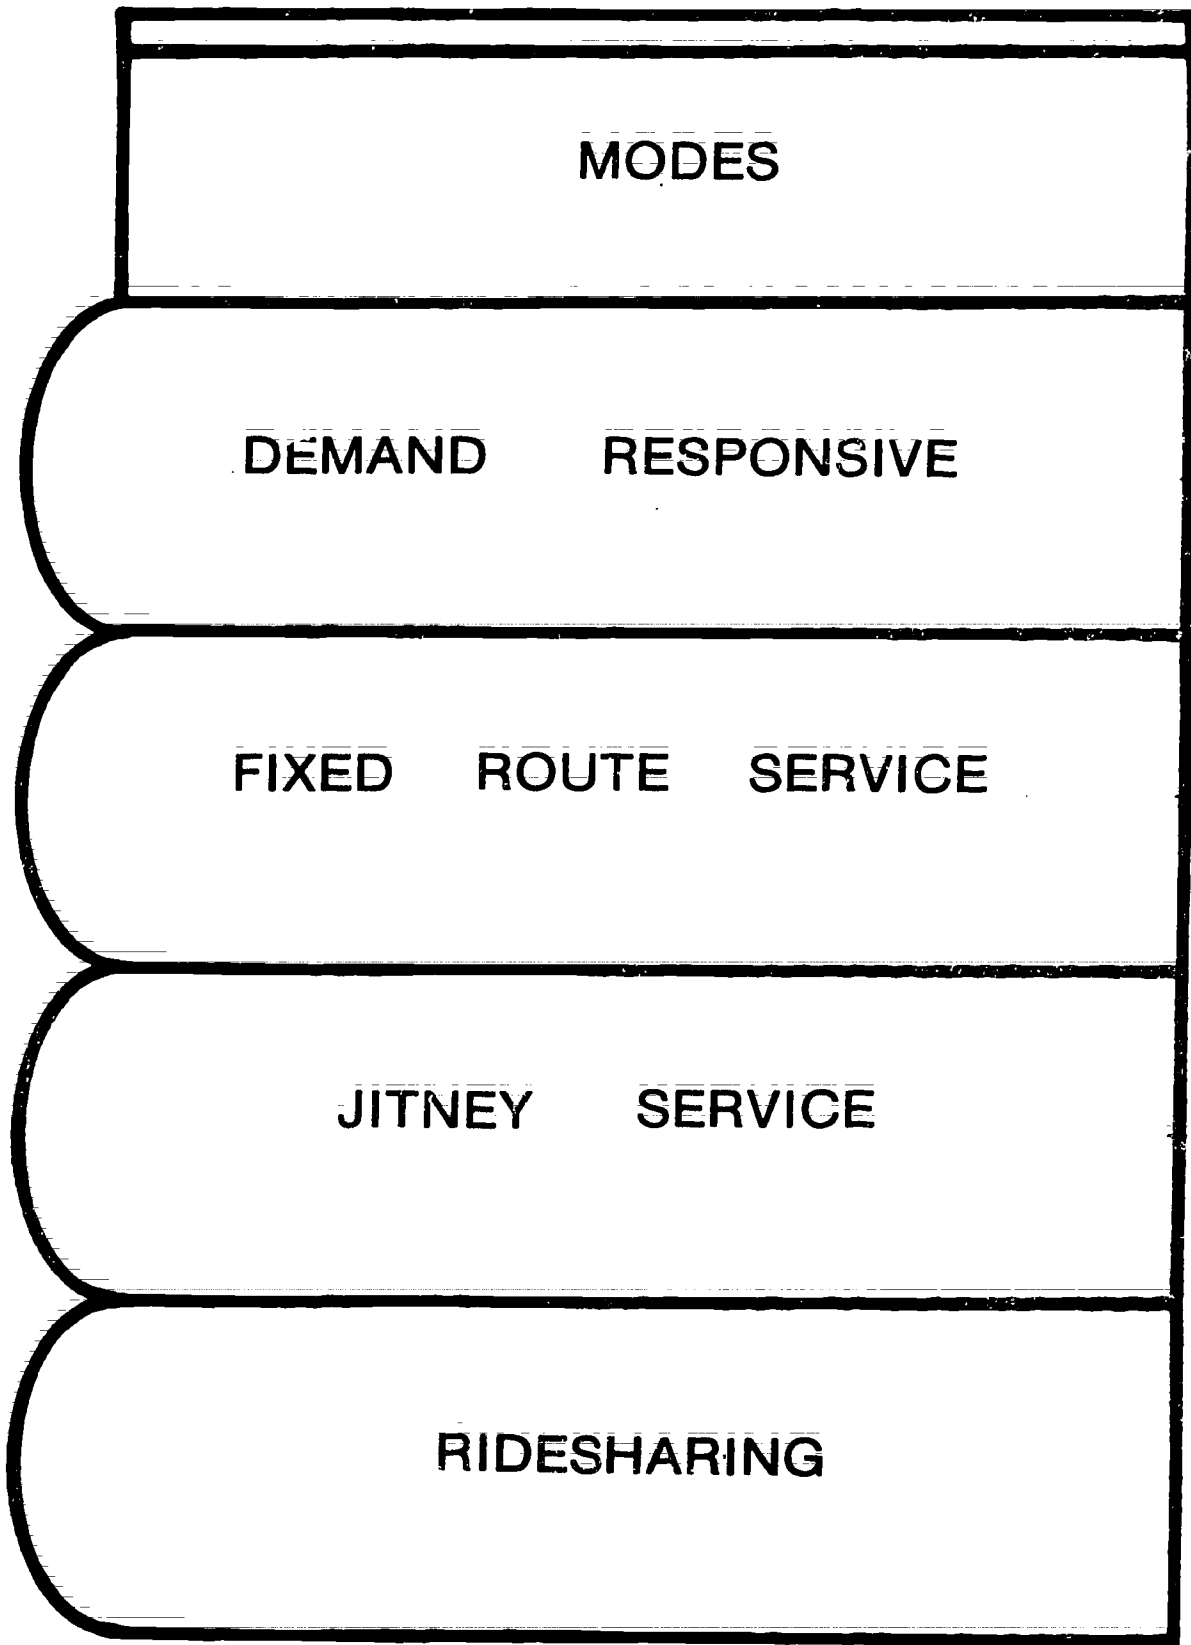 MODES
DEMAND RESPONSIVE
FIXED ROUTE SERVICE
JITNEY SERVICE
RIDESHARING